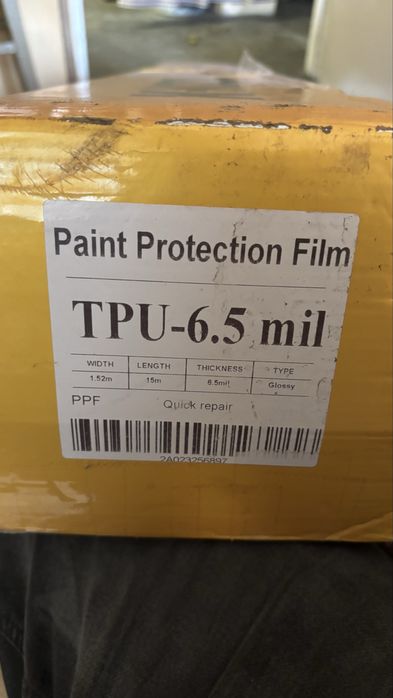 Paint Protection Film
TPU-6.5 mil
WIDTH LENGTH THICKNESS TYPE
1.52m 15m 6.5mil Glossy
PPF Quick repair
2A023256897